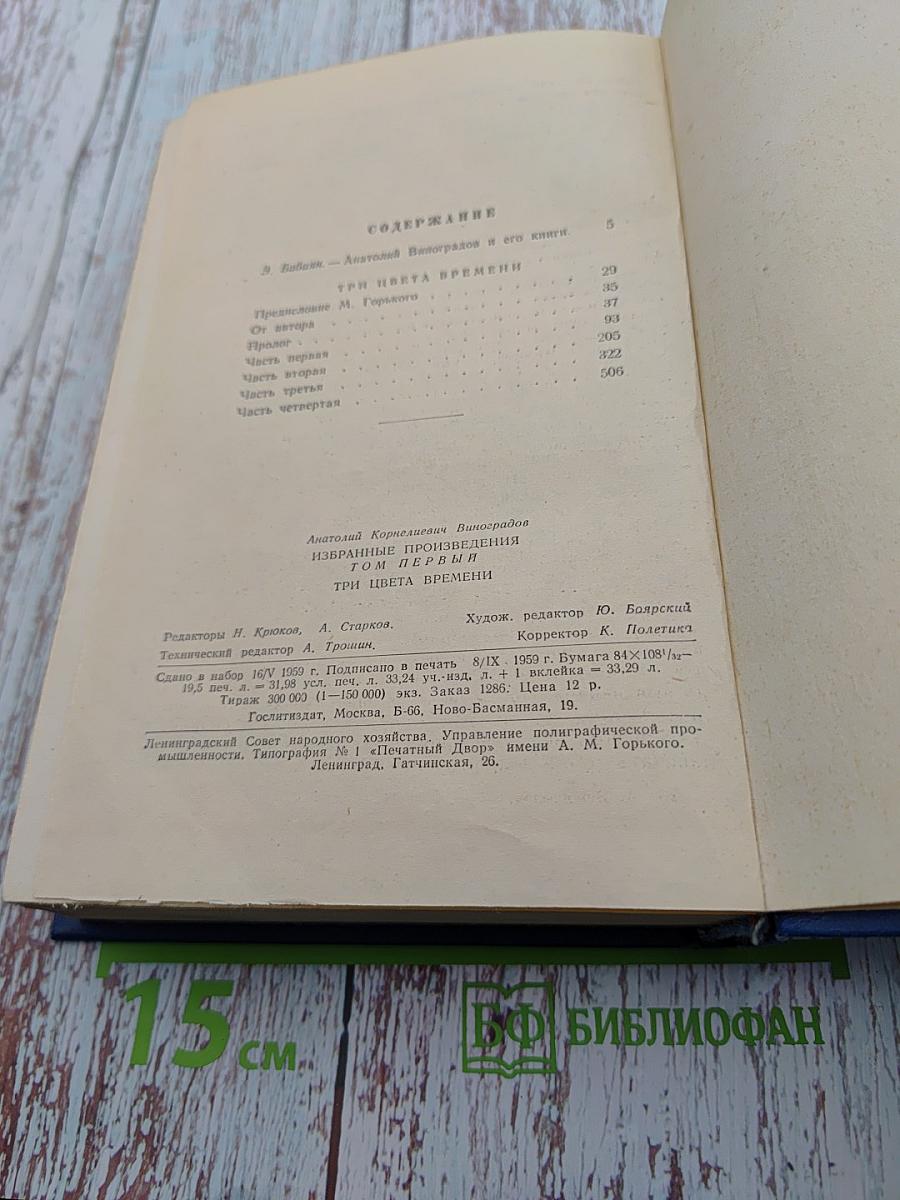 СОДЕРЖАНИЕ
Э. Бабаян. — Анатолий Виноградов и его книги. 5
ТРИ ЦВЕТА ВРЕМЕНИ
Предисловие М. Горького . . . . . . . . 29
От автора . . . . . . . . . . . . 35
Пролог . . . . . . . . . . . . . 37
Часть первая . . . . . . . . . . . 93
Часть вторая . . . . . . . . . . . 205
Часть третья . . . . . . . . . . . 322
Часть четвертая . . . . . . . . . . 506
Анатолий Корнелиевич Виноградов
ИЗБРАННЫЕ ПРОИЗВЕДЕНИЯ
ТОМ ПЕРВЫЙ
ТРИ ЦВЕТА ВРЕМЕНИ
Редакторы Н. Крюков, А. Старков. Худож. редактор Ю. Боярский
Технический редактор А. Трошин. Корректор К. Полетика
Сдано в набор 16/V 1959 г. Подписано в печать 8/IX 1959 г. Бумага 84×108¹/₃₂—
19,5 печ. л. = 31,98 усл. печ. л. 33,24 уч.-изд. л. + 1 вклейка = 33,29 л.
Тираж 300 000 (1—150 000) экз. Заказ 1286. Цена 12 р.
Гослитиздат, Москва, Б-66, Ново-Басманная, 19.
Ленинградский Совет народного хозяйства. Управление полиграфической про-
мышленности. Типография № 1 «Печатный Двор» имени А. М. Горького.
Ленинград, Гатчинская, 26.
15 см БФ БИБЛИОФАН